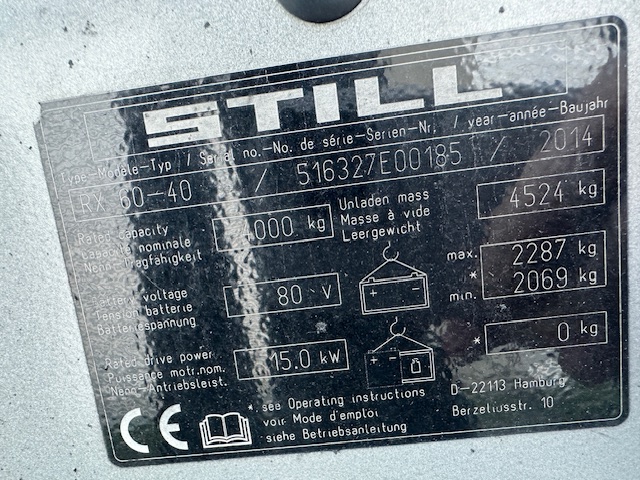 STILL
Type-Modèle-Typ / Serial no.-No. de série-Serien-Nr. / year-année-Baujahr
RX 60-40 / 516327E00185 / 2014
Rated capacity
Capacité nominale
Nenn-Tragfähigkeit
4000 kg
Unladen mass
Masse à vide
Leergewicht
4524 kg
Battery voltage
Tension batterie
Batteriespannung
80 V
max. 2287 kg
* min. 2069 kg
Rated drive power
Puissance motr.nom.
Nenn-Antriebsleist.
15.0 kW
* 0 kg
CE
*. see Operating instructions
voir Mode d'emploi
siehe Betriebsanleitung
D-22113 Hamburg
Berzeliusstr. 10